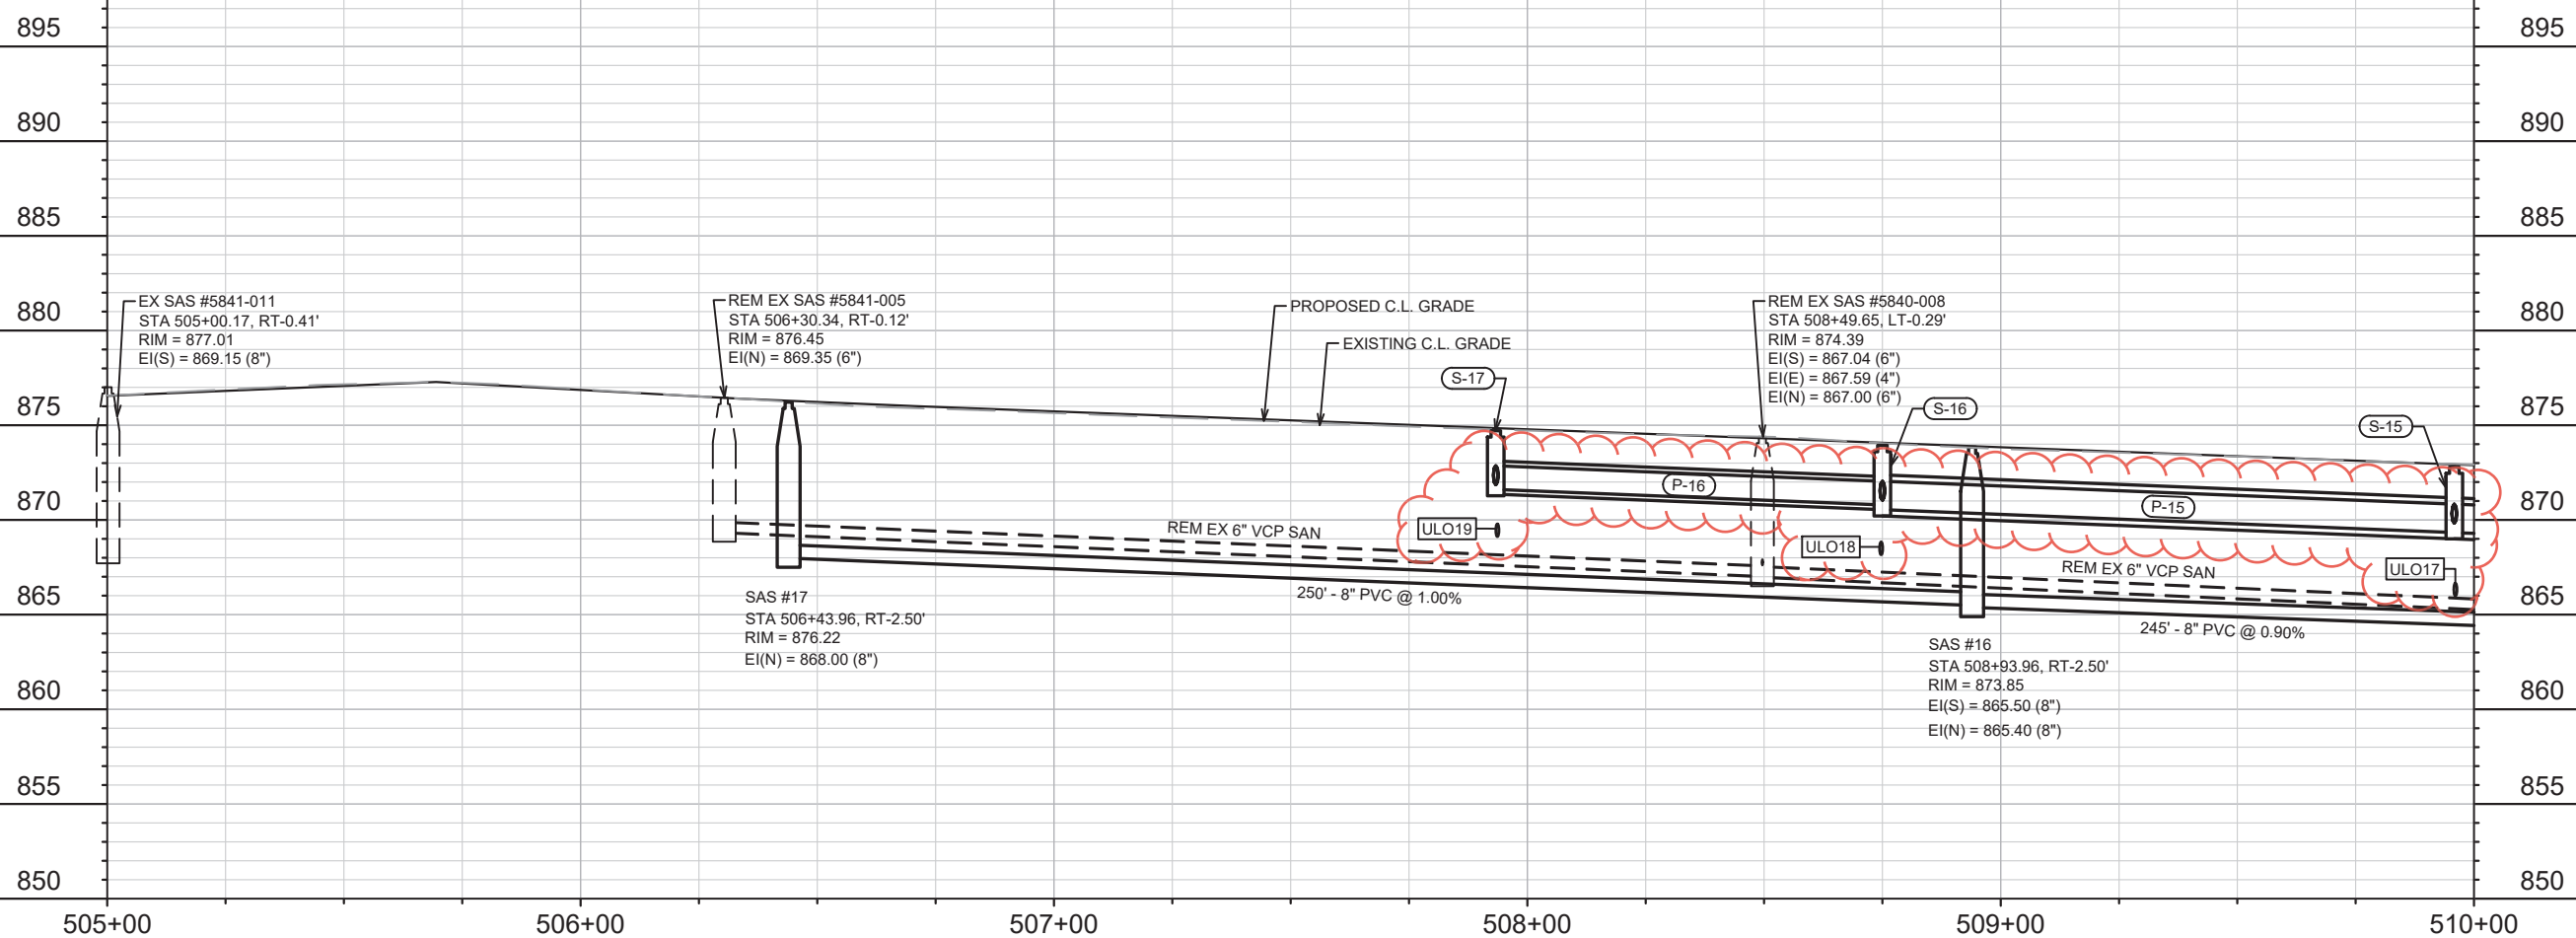 895
895
890
890
885
885
880
880
875
875
870
870
865
865
860
860
855
855
850
850
EX SAS #5841-011
STA 505+00.17, RT-0.41'
RIM = 877.01
EI(S) = 869.15 (8")
REM EX SAS #5841-005
STA 506+30.34, RT-0.12'
RIM = 876.45
EI(N) = 869.35 (6")
PROPOSED C.L. GRADE
EXISTING C.L. GRADE
REM EX SAS #5840-008
STA 508+49.65, LT-0.29'
RIM = 874.39
EI(S) = 867.04 (6")
EI(E) = 867.59 (4")
EI(N) = 867.00 (6")
S-17
S-16
S-15
P-16
P-15
REM EX 6" VCP SAN
ULO19
ULO18
REM EX 6" VCP SAN
ULO17
SAS #17
STA 506+43.96, RT-2.50'
RIM = 876.22
EI(N) = 868.00 (8")
250' - 8" PVC @ 1.00%
245' - 8" PVC @ 0.90%
SAS #16
STA 508+93.96, RT-2.50'
RIM = 873.85
EI(S) = 865.50 (8")
EI(N) = 865.40 (8")
505+00
506+00
507+00
508+00
509+00
510+00